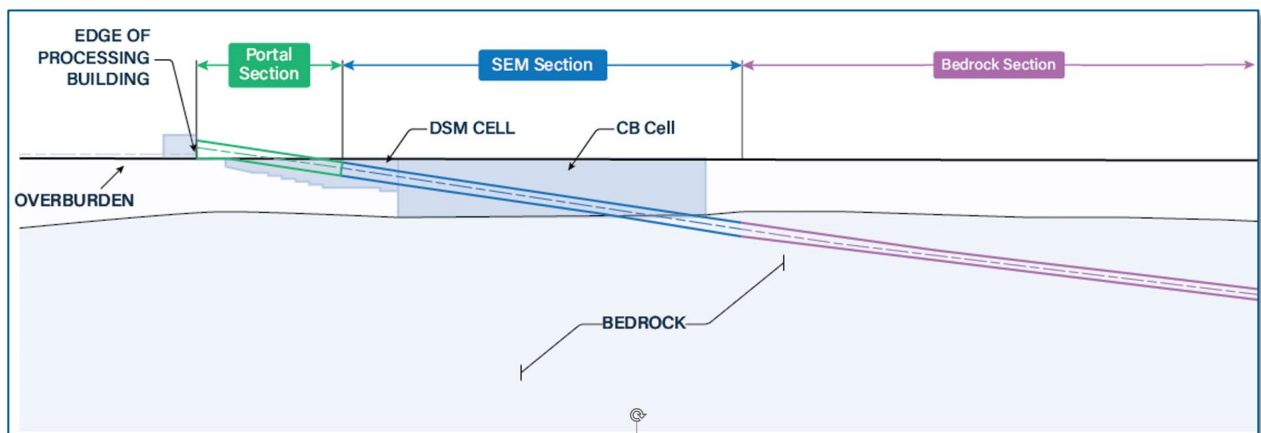 EDGE OF
PROCESSING
BUILDING
Portal
Section
SEM Section
Bedrock Section
DSM CELL
CB Cell
OVERBURDEN
BEDROCK